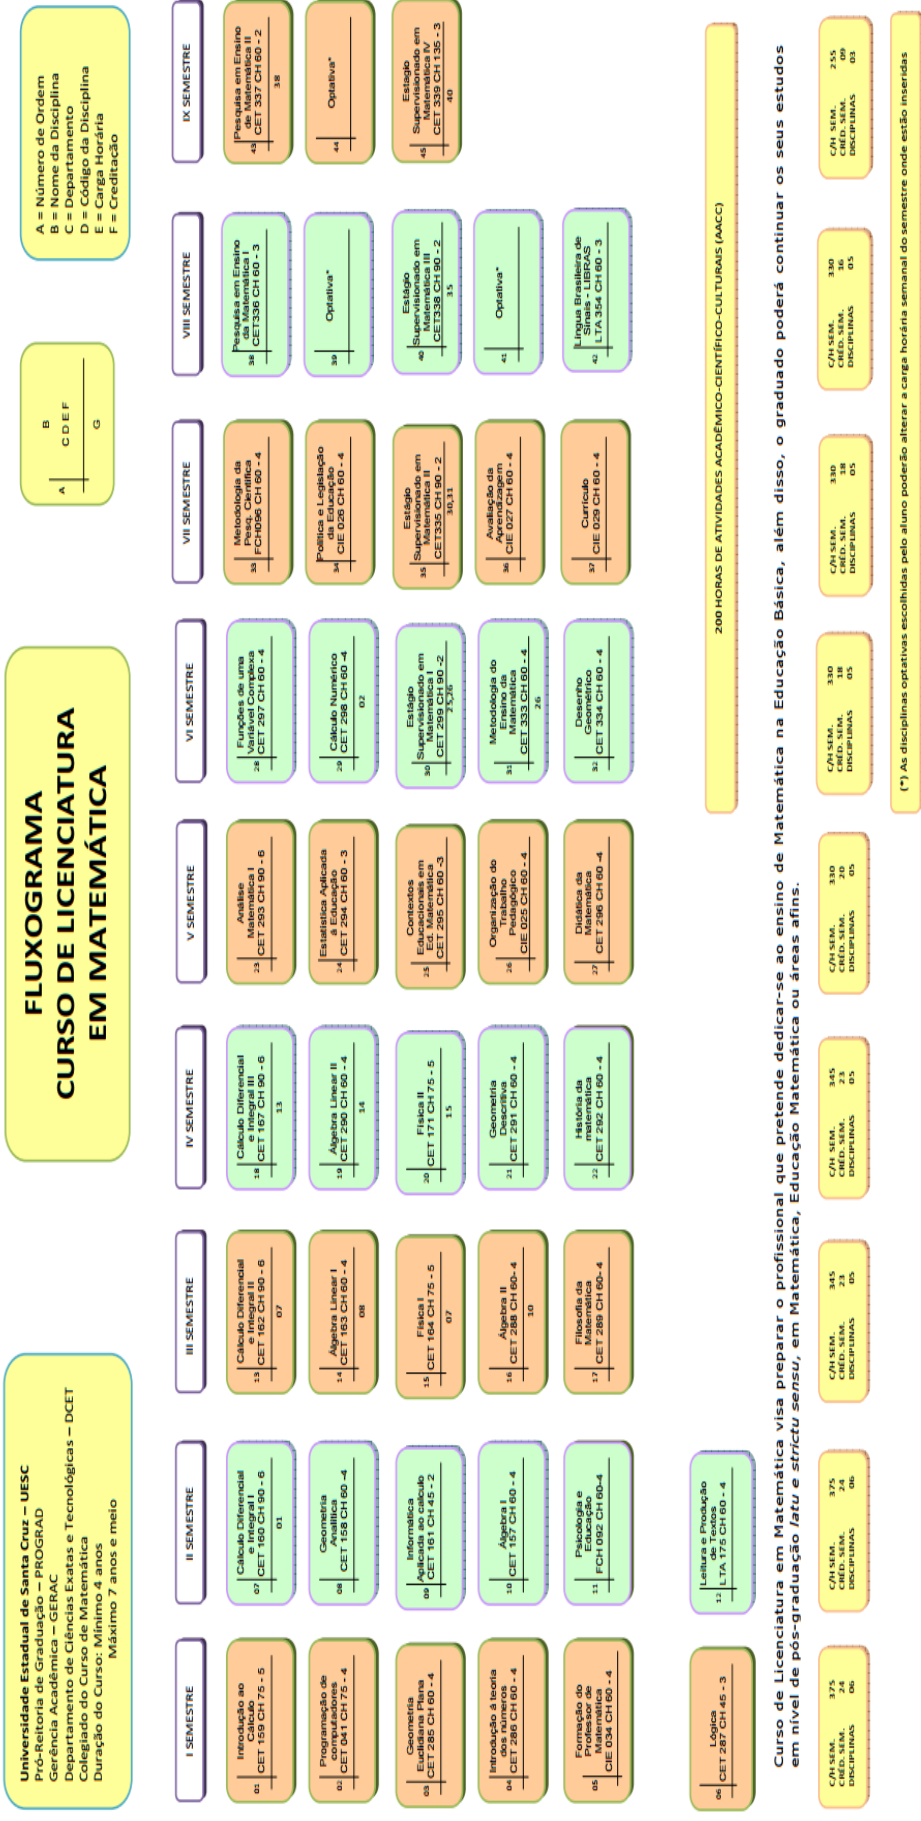 Universidade Estadual de Santa Cruz – UESC
Pró-Reitoria de Graduação – PROGRAD
Gerência Acadêmica – GERAC
Departamento de Ciências Exatas e Tecnológicas – DCET
Colegiado do Curso de Matemática
Duração do Curso: Mínimo 4 anos
Máximo 7 anos e meio
FLUXOGRAMA
CURSO DE LICENCIATURA
EM MATEMÁTICA
A
B
C D E F
G
A = Número de Ordem
B = Nome da Disciplina
C = Departamento
D = Código da Disciplina
E = Carga Horária
F = Creditação
I SEMESTRE
01
Introdução ao
Cálculo
CET 159 CH 75 - 5
02
Programação de
computadores
CET 041 CH 75 - 4
03
Geometria
Euclidiana Plana
CET 285 CH 60 - 4
04
Introdução à teoria
dos números
CET 286 CH 60 - 4
05
Formação do
Professor de
Matemática
CIE 034 CH 60 - 4
06
Lógica
CET 287 CH 45 - 3
II SEMESTRE
07
Cálculo Diferencial
e Integral I
CET 160 CH 90 - 6
01
08
Geometria
Analítica
CET 158 CH 60 -4
09
Informática
Aplicada ao calculo
CET 161 CH 45 - 2
10
Álgebra I
CET 157 CH 60 - 4
11
Psicologia e
Educação
FCH 092 CH 60-4
12
Leitura e Produção
de Textos
LTA 175 CH 60 - 4
III SEMESTRE
13
Cálculo Diferencial
e Integral II
CET 162 CH 90 - 6
07
14
Álgebra Linear I
CET 163 CH 60 - 4
08
15
Física I
CET 164 CH 75 - 5
07
16
Álgebra II
CET 288 CH 60- 4
10
17
Filosofia da
Matemática
CET 289 CH 60- 4
IV SEMESTRE
18
Cálculo Diferencial
e Integral III
CET 167 CH 90 - 6
13
19
Álgebra Linear II
CET 290 CH 60 - 4
14
20
Física II
CET 171 CH 75 - 5
15
21
Geometria
Descritiva
CET 291 CH 60 - 4
22
História da
matemática
CET 292 CH 60 - 4
V SEMESTRE
23
Análise
Matemática I
CET 293 CH 90 - 6
24
Estatística Aplicada
à Educação
CET 294 CH 60 - 3
25
Contextos
Educacionais em
Ed. Matemática
CET 295 CH 60 -3
26
Organização do
Trabalho
Pedagógico
CIE 025 CH 60 - 4
27
Didática da
Matemática
CET 296 CH 60 -4
VI SEMESTRE
28
Funções de uma
Variável Complexa
CET 297 CH 60 - 4
29
Cálculo Numérico
CET 298 CH 60 -4
02
30
Estágio
Supervisionado em
Matemática I
CET 299 CH 90 -2
25,26
31
Metodologia do
Ensino da
Matemática
CET 333 CH 60 - 4
26
32
Desenho
Geométrico
CET 334 CH 60 - 4
VII SEMESTRE
33
Metodologia da
Pesq. Científica
FCH096 CH 60 - 4
34
Política e Legislação
da Educação
CIE 026 CH 60 - 4
35
Estágio
Supervisionado em
Matemática II
CET335 CH 90 - 2
30,31
36
Avaliação da
Aprendizagem
CIE 027 CH 60 - 4
37
Currículo
CIE 029 CH 60 - 4
VIII SEMESTRE
38
Pesquisa em Ensino
da Matemática I
CET336 CH 60 - 3
39
Optativa*
40
Estágio
Supervisionado em
Matemática III
CET338 CH 90 - 2
35
41
Optativa*
42
Língua Brasileira de
Sinais - LIBRAS
LTA 354 CH 60 - 3
IX SEMESTRE
43
Pesquisa em Ensino
de Matemática II
CET 337 CH 60 - 2
38
44
Optativa*
45
Estagio
Supervisionado em
Matemática IV
CET 339 CH 135 - 3
40
200 HORAS DE ATIVIDADES ACADÊMICO-CIENTÍFICO-CULTURAIS (AACC)
Curso de Licenciatura em Matemática visa preparar o profissional que pretende dedicar-se ao ensino de Matemática na Educação Básica, além disso, o graduado poderá continuar os seus estudos
em nível de pós-graduação latu e strictu sensu, em Matemática, Educação Matemática ou áreas afins.
C/H SEM. 375
CRÉD. SEM. 24
DISCIPLINAS 06
C/H SEM. 375
CRÉD. SEM. 24
DISCIPLINAS 06
C/H SEM. 345
CRÉD. SEM. 23
DISCIPLINAS 05
C/H SEM. 345
CRÉD. SEM. 23
DISCIPLINAS 05
C/H SEM. 330
CRÉD. SEM. 20
DISCIPLINAS 05
C/H SEM. 330
CRÉD. SEM. 18
DISCIPLINAS 05
C/H SEM. 330
CRÉD. SEM. 18
DISCIPLINAS 05
C/H SEM. 330
CRÉD. SEM. 16
DISCIPLINAS 05
C/H SEM. 255
CRÉD. SEM. 09
DISCIPLINAS 03
(*) As disciplinas optativas escolhidas pelo aluno poderão alterar a carga horária semanal do semestre onde estão inseridas